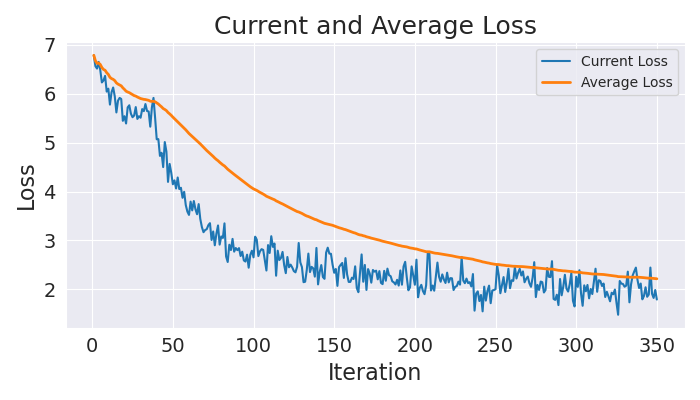 Current and Average Loss
Current Loss
Average Loss
Loss
7
6
5
4
3
2
0 50 100 150 200 250 300 350
Iteration